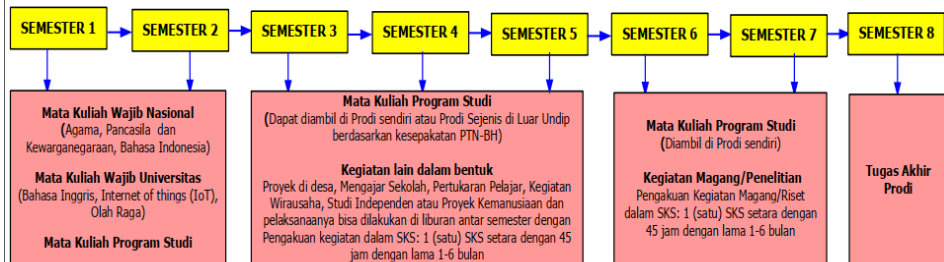 SEMESTER 1
SEMESTER 2
SEMESTER 3
SEMESTER 4
SEMESTER 5
SEMESTER 6
SEMESTER 7
SEMESTER 8
Mata Kuliah Wajib Nasional
(Agama, Pancasila dan
Kewarganegaraan, Bahasa Indonesia)
Mata Kuliah Wajib Universitas
(Bahasa Inggris, Internet of things (IoT),
Olah Raga)
Mata Kuliah Program Studi
Mata Kuliah Program Studi
(Dapat diambil di Prodi sendiri atau Prodi Sejenis di Luar Undip
berdasarkan kesepakatan PTN-BH)
Kegiatan lain dalam bentuk
Proyek di desa, Mengajar Sekolah, Pertukaran Pelajar, Kegiatan
Wirausaha, Studi Independen atau Proyek Kemanusiaan dan
pelaksanaanya bisa dilakukan di liburan antar semester dengan
Pengakuan kegiatan dalam SKS: 1 (satu) SKS setara dengan 45
jam dengan lama 1-6 bulan
Mata Kuliah Program Studi
(Diambil di Prodi sendiri)
Kegiatan Magang/Penelitian
Pengakuan Kegiatan Magang/Riset
dalam SKS: 1 (satu) SKS setara dengan
45 jam dengan lama 1-6 bulan
Tugas Akhir
Prodi